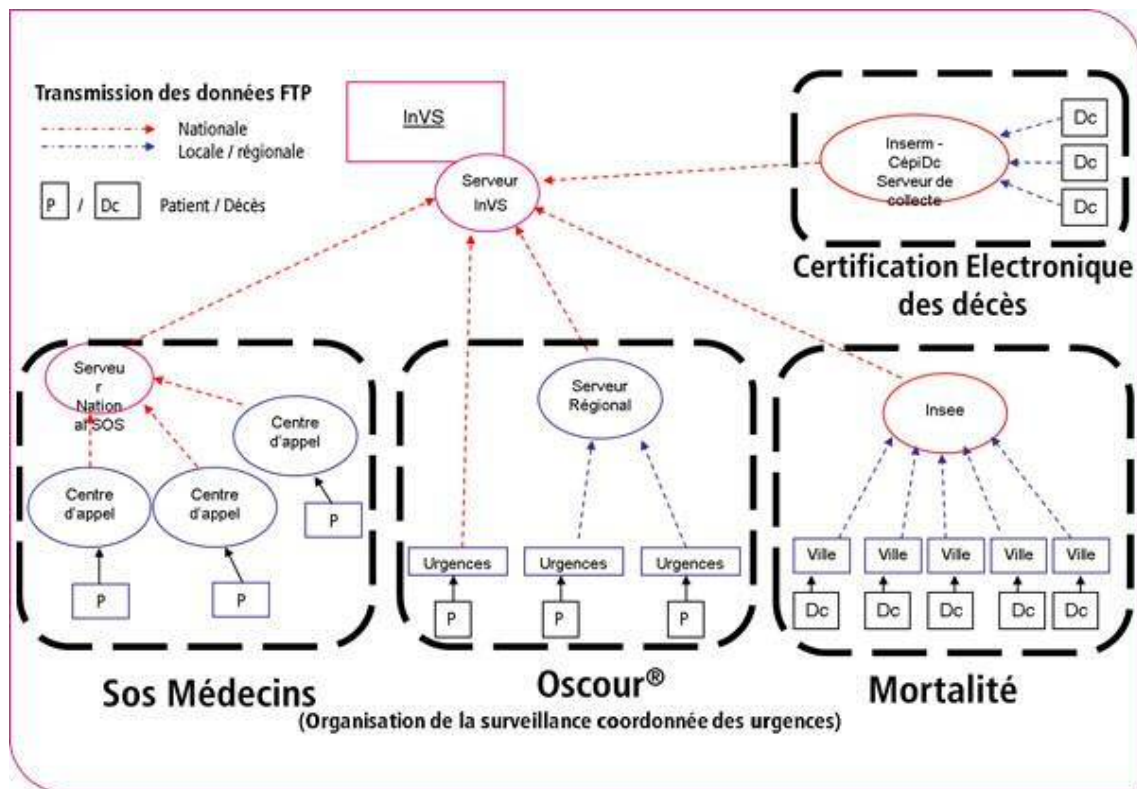 Transmission des données FTP
Nationale
Locale / régionale
P / Dc Patient / Décès
InVS
Serveur
InVS
Inserm -
CépiDc
Serveur de
collecte
Dc
Dc
Dc
Certification Electronique
des décès
Serveu
r
Nation
al SOS
Centre
d'appel
Centre
d'appel
Centre
d'appel
P
P
P
Sos Médecins
Serveur
Régional
Urgences
Urgences
Urgences
P
P
P
Oscour®
(Organisation de la surveillance coordonnée des urgences)
Insee
Ville
Ville
Ville
Ville
Ville
Dc
Dc
Dc
Dc
Dc
Mortalité